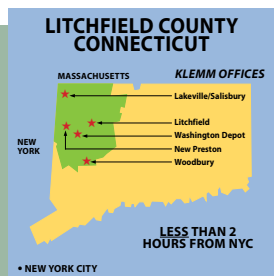 LITCHFIELD COUNTY
CONNECTICUT
MASSACHUSETTS
KLEMM OFFICES
Lakeville/Salisbury
Litchfield
Washington Depot
New Preston
Woodbury
NEW
YORK
LESS THAN 2
HOURS FROM NYC
• NEW YORK CITY